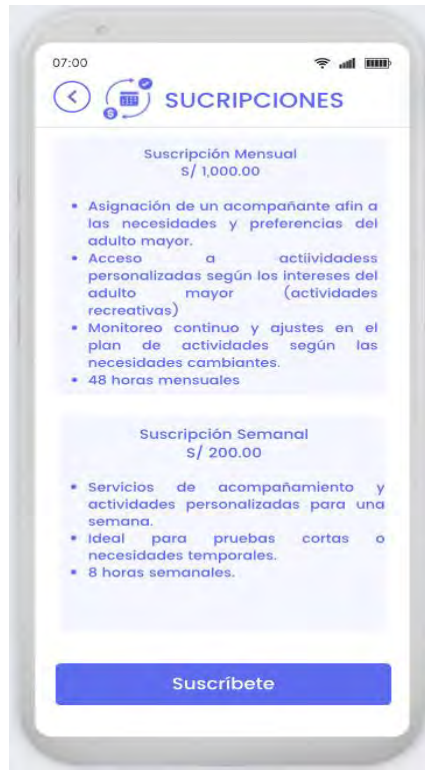 07:00
SUCRIPCIONES
Suscripción Mensual
S/ 1,000.00
• Asignación de un acompañante afin a
las necesidades y preferencias del
adulto mayor.
• Acceso a actiividadess
personalizadas según los intereses del
adulto mayor (actividades
recreativas)
• Monitoreo continuo y ajustes en el
plan de actividades según las
necesidades cambiantes.
• 48 horas mensuales
Suscripción Semanal
S/ 200.00
• Servicios de acompañamiento y
actividades personalizadas para una
semana.
• Ideal para pruebas cortas o
necesidades temporales.
• 8 horas semanales.
Suscríbete